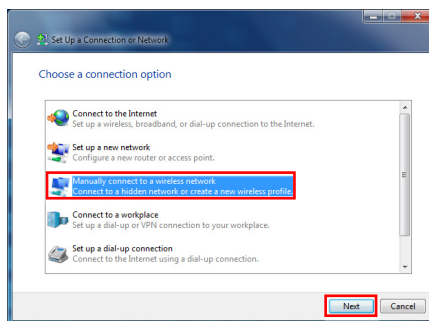 Set Up a Connection or Network
Choose a connection option
Connect to the Internet
Set up a wireless, broadband, or dial-up connection to the Internet.
Set up a new network
Configure a new router or access point.
Manually connect to a wireless network
Connect to a hidden network or create a new wireless profile.
Connect to a workplace
Set up a dial-up or VPN connection to your workplace.
Set up a dial-up connection
Connect to the Internet using a dial-up connection.
Next Cancel